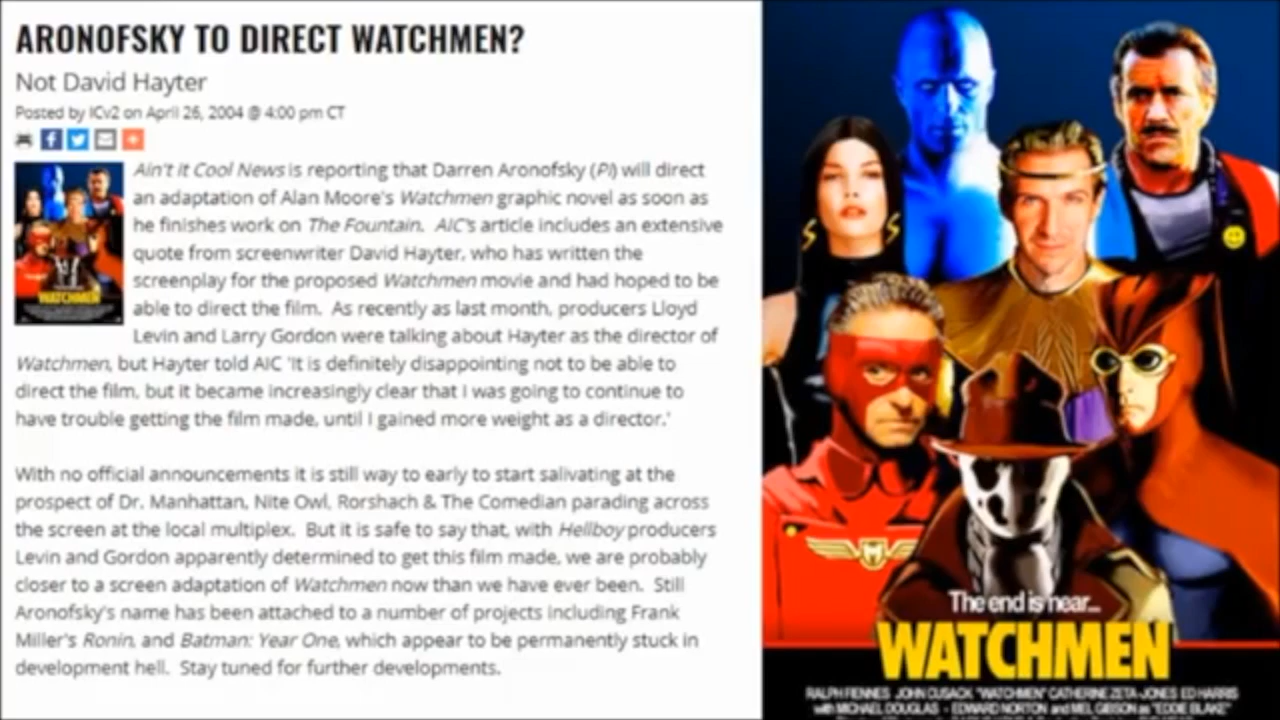 ARONOFSKY TO DIRECT WATCHMEN?
Not David Hayter
Posted by ICv2 on April 26, 2004 @ 4:00 pm CT
Ain't It Cool News is reporting that Darren Aronofsky (Pi) will direct
an adaptation of Alan Moore's Watchmen graphic novel as soon as
he finishes work on The Fountain. AIC's article includes an extensive
quote from screenwriter David Hayter, who has written the
screenplay for the proposed Watchmen movie and had hoped to be
able to direct the film. As recently as last month, producers Lloyd
Levin and Larry Gordon were talking about Hayter as the director of
Watchmen, but Hayter told AIC 'It is definitely disappointing not to be able to
direct the film, but it became increasingly clear that I was going to continue to
have trouble getting the film made, until I gained more weight as a director.'
With no official announcements it is still way to early to start salivating at the
prospect of Dr. Manhattan, Nite Owl, Rorshach & The Comedian parading across
the screen at the local multiplex. But it is safe to say that, with Hellboy producers
Levin and Gordon apparently determined to get this film made, we are probably
closer to a screen adaptation of Watchmen now than we have ever been. Still
Aronofsky's name has been attached to a number of projects including Frank
Miller's Ronin, and Batman: Year One, which appear to be permanently stuck in
development hell. Stay tuned for further developments.
WATCHMEN
The end is near...
WATCHMEN
RALPH FIENNES JOHN CUSACK "WATCHMEN" CATHERINE ZETA-JONES ED HARRIS
with MICHAEL DOUGLAS - EDWARD NORTON and MEL GIBSON as "EDDIE BLAKE"